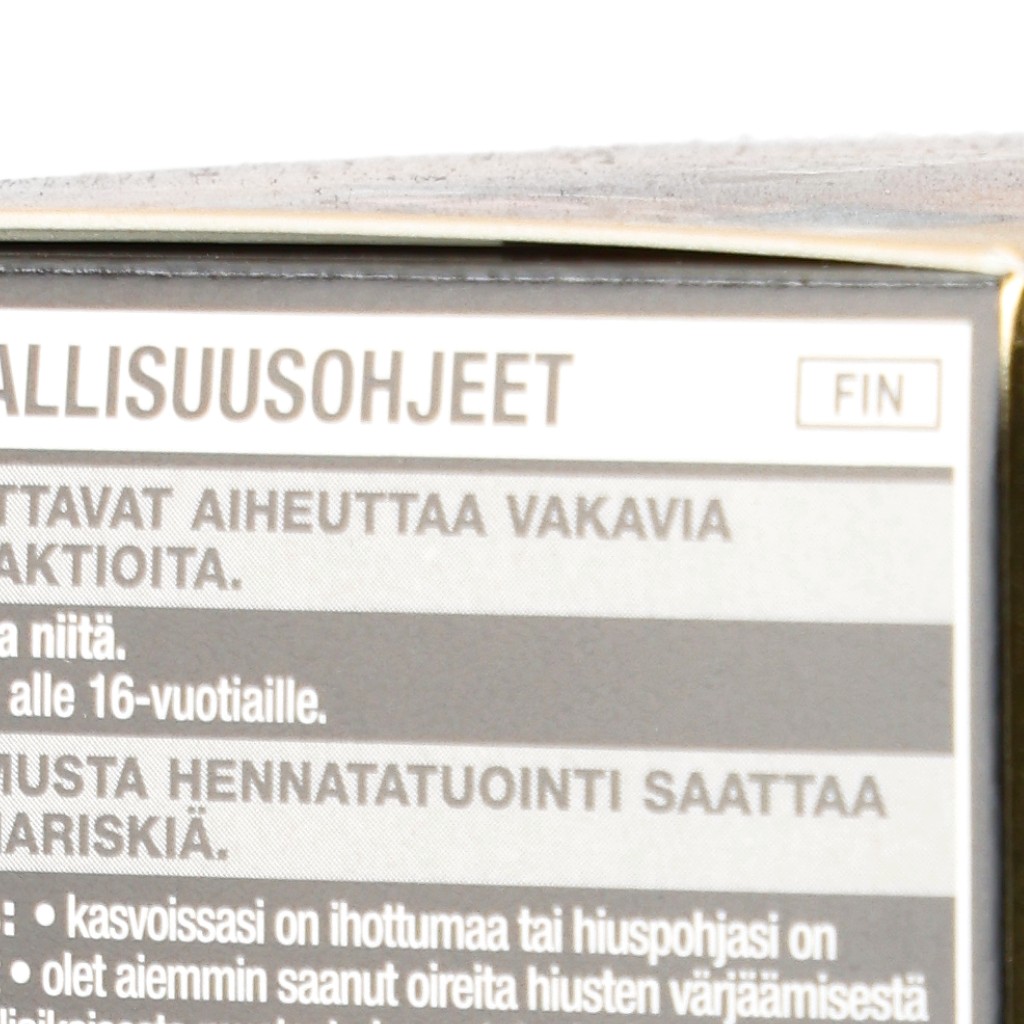 ALLISUUSOHJEET
FIN
TTAVAT AIHEUTTAA VAKAVIA
AKTIOITA.
a niitä.
alle 16-vuotiaille.
MUSTA HENNATATUOINTI SAATTAA
ARISKIÄ.
: • kasvoissasi on ihottumaa tai hiuspohjasi on
• olet aiemmin saanut oireita hiusten värjäämisestä